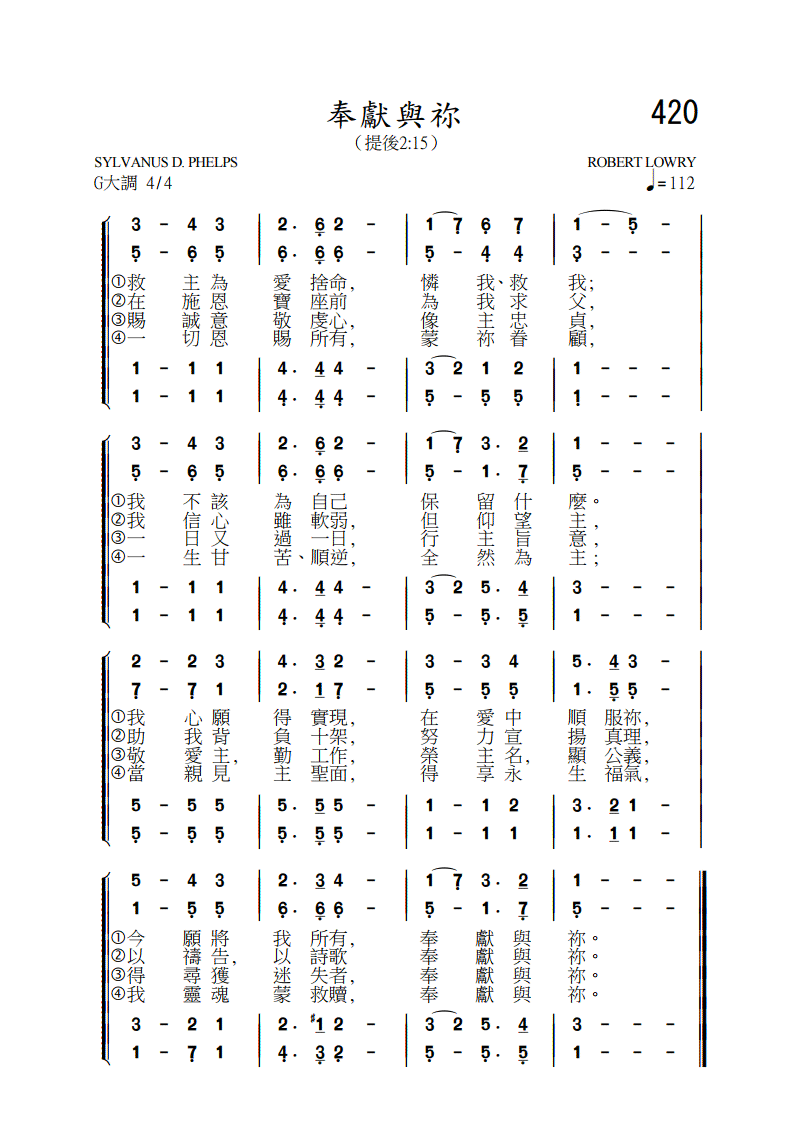 奉獻與祢
420
（提後2:15）
SYLVANUS D. PHELPS
ROBERT LOWRY
G大調 4/4
♩=112
3 - 4 3 | 2. 6̣ 2 - | 1 7̣ 6̣ 7̣ | 1 - 5̣ -
5̣ - 6̣ 5̣ | 6̣. 6̣ 6̣ - | 5̣ - 4̣ 4̣ | 3̣ - - -
①救 主為 愛 捨命, 憐 我、救 我;
②在 施恩 寶 座前 為 我 求 父,
③賜 誠意 敬 虔心, 像 主 忠 貞,
④一 切恩 賜 所有, 蒙 祢 眷 顧,
1 - 1 1 | 4̣. 4̣ 4̣ - | 3 2 1 2 | 1 - - -
1 - 1 1 | 4̣. 4̣ 4̣ - | 5̣ - 5̣ 5̣ | 1̣ - - -
3 - 4 3 | 2. 6̣ 2 - | 1 7̣ 3. 2 | 1 - - -
5̣ - 6̣ 5̣ | 6̣. 6̣ 6̣ - | 5̣ - 1. 7̣ | 5̣ - - -
①我 不該 為 自己 保 留 什 麼。
②我 信心 雖 軟弱, 但 仰 望 主,
③一 日又 過 一日, 行 主 旨 意,
④一 生甘 苦、順逆, 全 然 為 主;
1 - 1 1 | 4̣. 4̣ 4 - | 3 2 5. 4 | 3 - - -
1 - 1 1 | 4̣. 4̣ 4̣ - | 5̣ - 5̣. 5̣ | 1 - - -
2 - 2 3 | 4. 3 2 - | 3 - 3 4 | 5. 4 3 -
7̣ - 7̣ 1 | 2. 1 7̣ - | 5̣ - 5̣ 5̣ | 1. 5̣ 5̣ -
①我 心願 得 實現, 在 愛 中 順 服祢,
②助 我背 負 十架, 努 力 宣 揚 真理,
③敬 愛主, 勤 工作, 榮 主 名, 顯 公義,
④當 親見 主 聖面, 得 享 永 生 福氣,
5 - 5 5 | 5. 5 5 - | 1 - 1 2 | 3. 2 1 -
5̣ - 5̣ 5̣ | 5̣. 5̣ 5̣ - | 1 - 1 1 | 1. 1 1 -
5 - 4 3 | 2. 3 4 - | 1 7̣ 3. 2 | 1 - - -
1 - 5̣ 5̣ | 6̣. 6̣ 6̣ - | 5̣ - 1. 7̣ | 5̣ - - -
①今 願將 我 所有, 奉 獻 與 祢。
②以 禱告, 以 詩歌 奉 獻 與 祢。
③得 尋獲 迷 失者, 奉 獻 與 祢。
④我 靈魂 蒙 救贖, 奉 獻 與 祢。
3 - 2 1 | 2. ♯1 2 - | 3 2 5. 4 | 3 - - -
1 - 7̣ 1 | 4̣. 3̣ 2̣ - | 5̣ - 5̣. 5̣ | 1 - - -